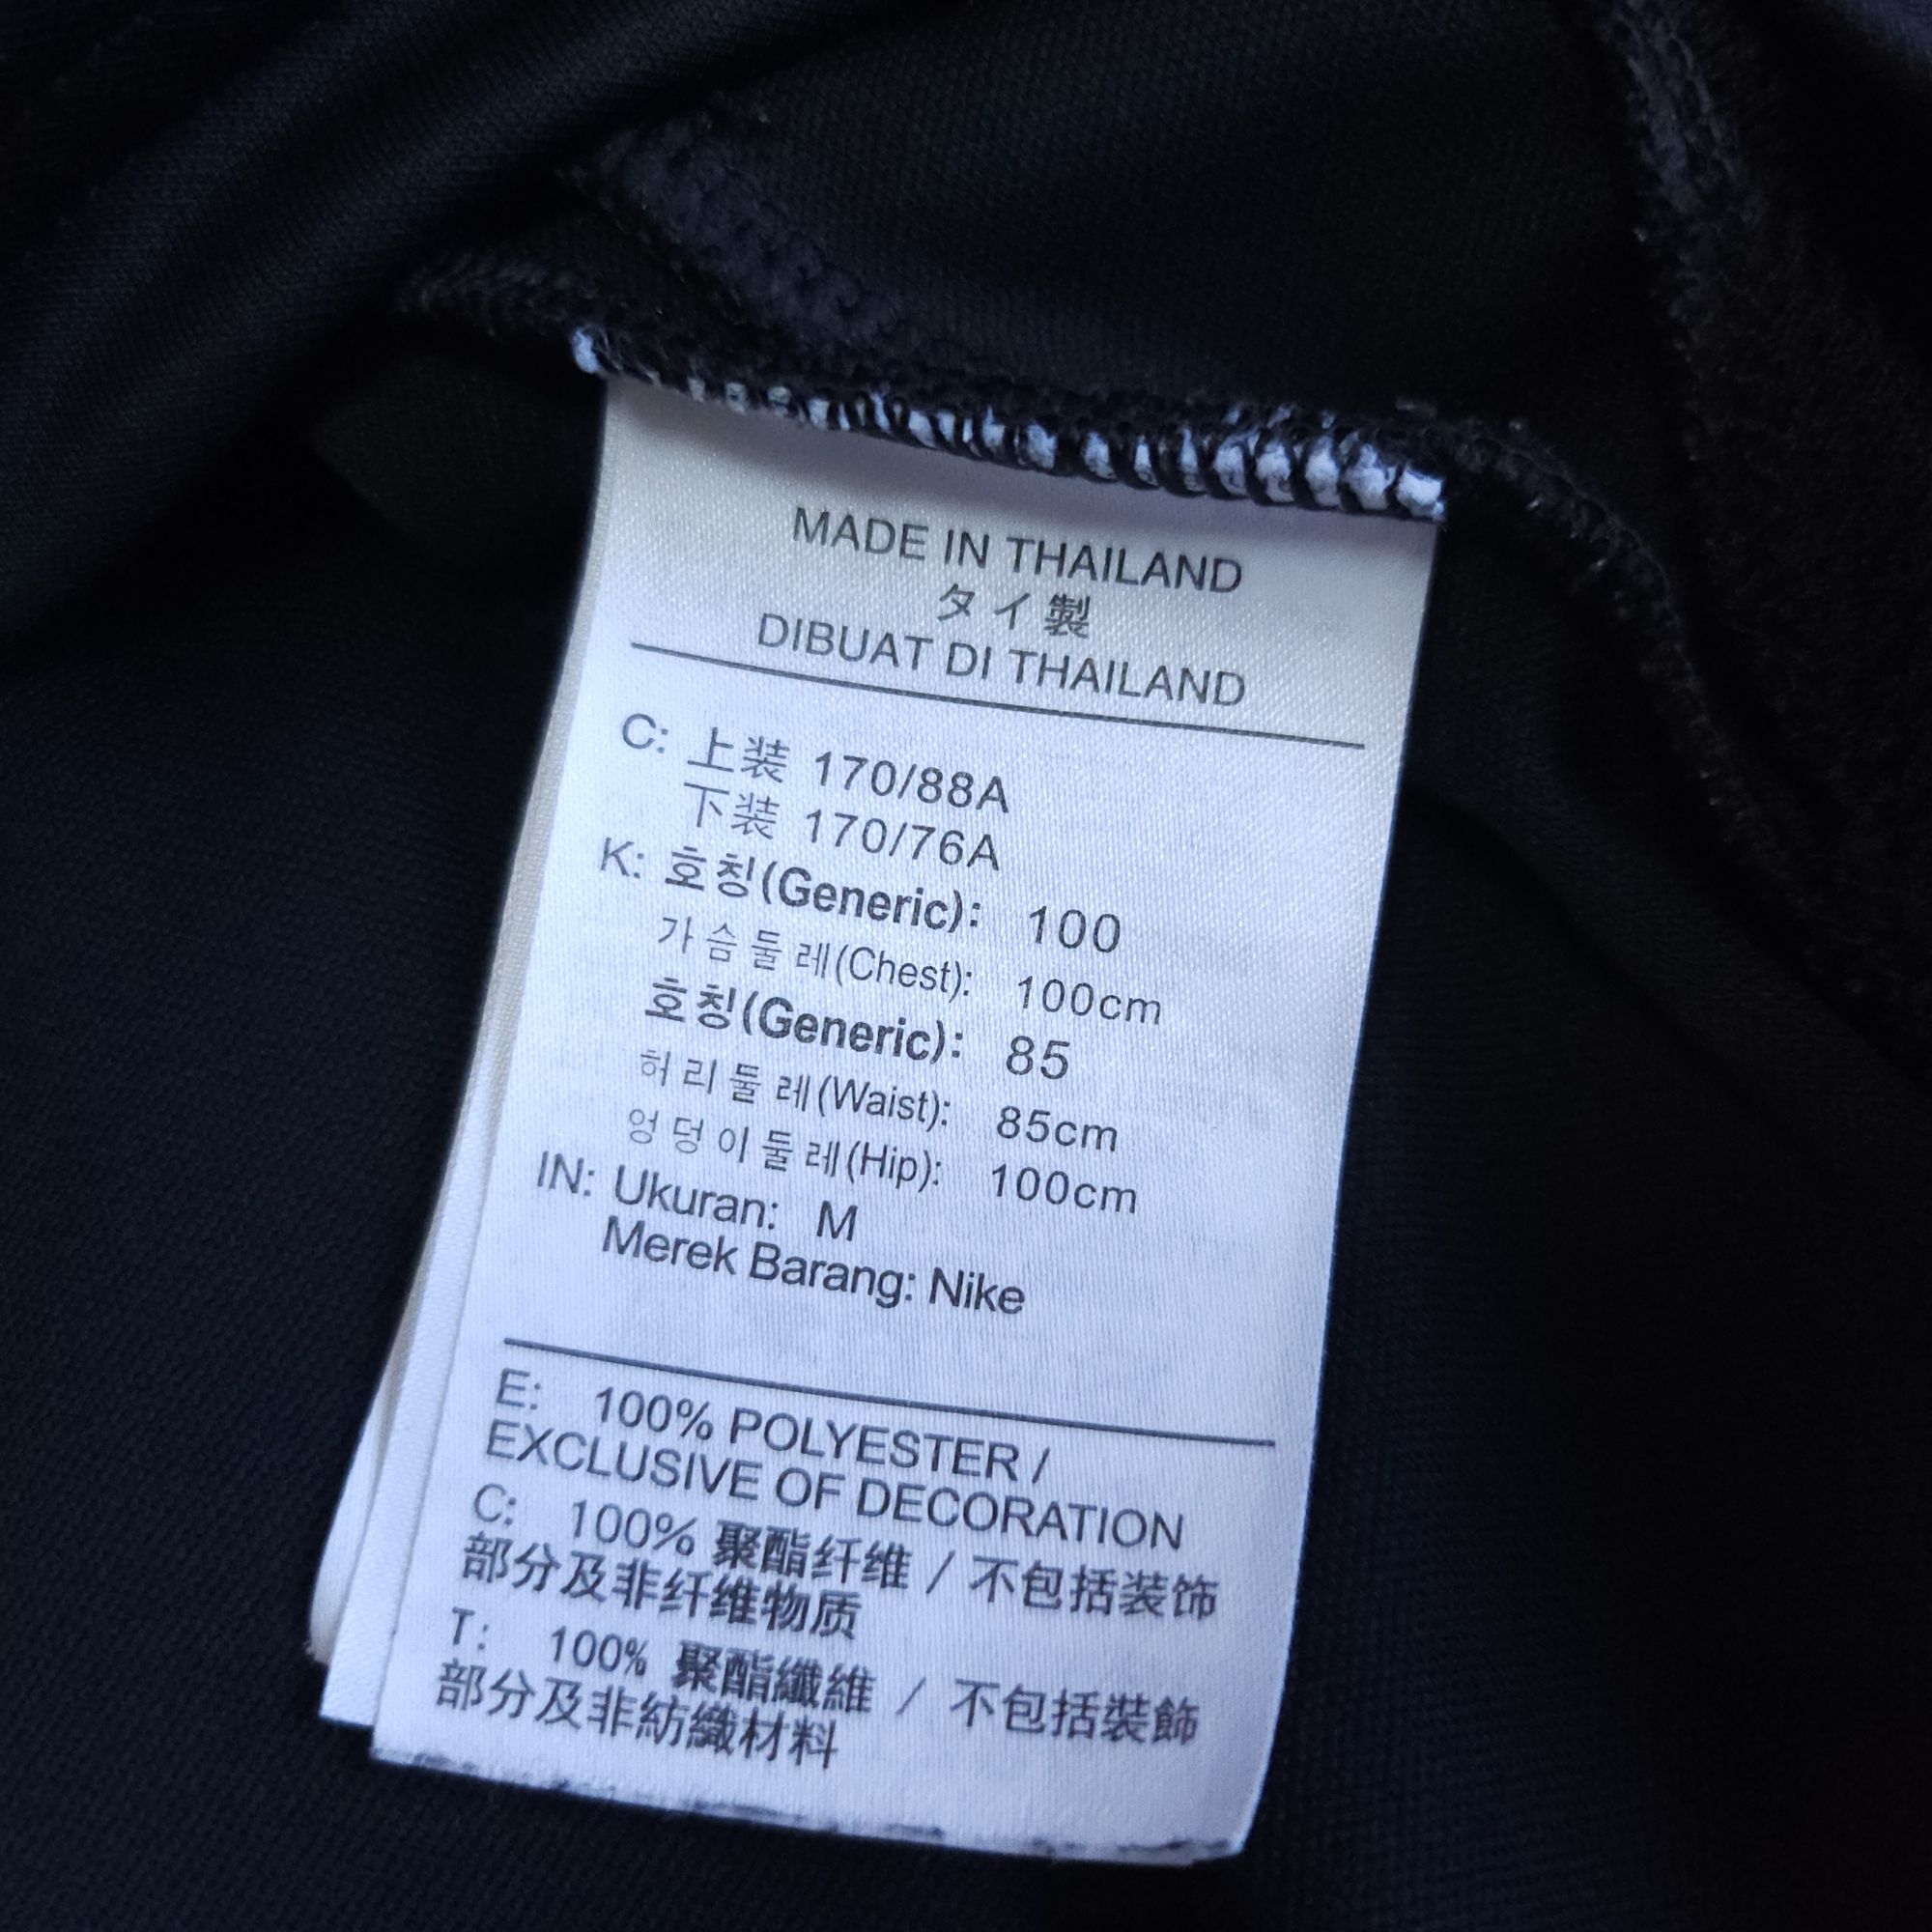 MADE IN THAILAND
タイ製
DIBUAT DI THAILAND
C: 上装 170/88A
下装 170/76A
K: 호칭(Generic): 100
가슴둘레(Chest): 100cm
호칭(Generic): 85
허리둘레(Waist): 85cm
엉덩이둘레(Hip): 100cm
IN: Ukuran: M
Merek Barang: Nike
E: 100% POLYESTER /
EXCLUSIVE OF DECORATION
C: 100% 聚酯纤维 / 不包括装饰
部分及非纤维物质
T: 100% 聚酯纖維 / 不包括裝飾
部分及非紡織材料